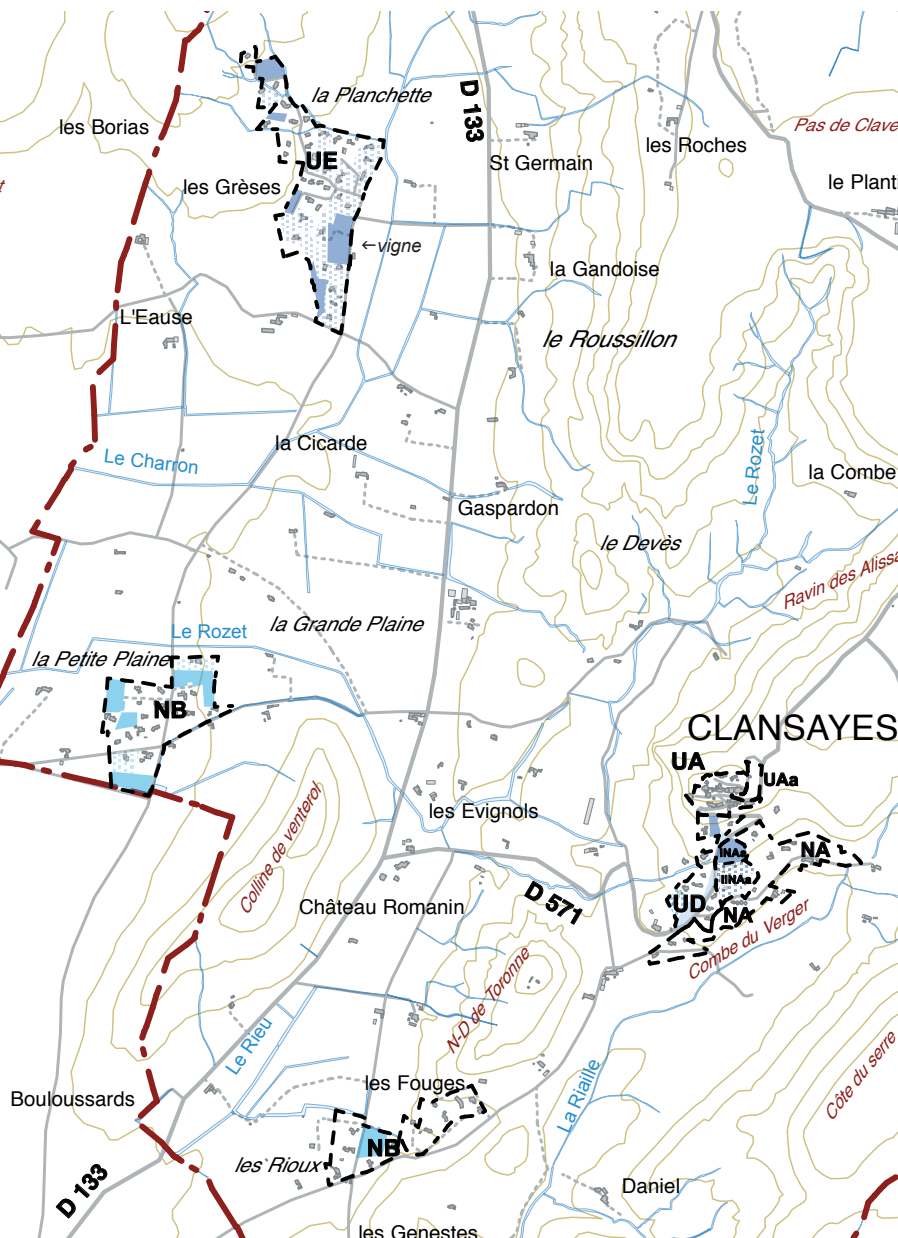 la Planchette
D 133
les Borias
Pas de Clave
UE
St Germain
les Roches
les Grèses
le Planti
t
←vigne
la Gandoise
L'Eause
le Roussillon
la Cicarde
Le Charron
Le Rozet
la Combe
Gaspardon
le Devès
Ravin des Alissa
la Grande Plaine
Le Rozet
la Petite Plaine
NB
CLANSAYES
UA
UAa
Colline de venterol
les Evignols
INAa
NA
IINAa
D 571
UD
NA
Château Romanin
Combe du Verger
N-D de Toronne
Le Rieu
Côte du serre
La Riaille
les Fouges
Bouloussards
NB
les Rioux
D 133
Daniel
les Genestes